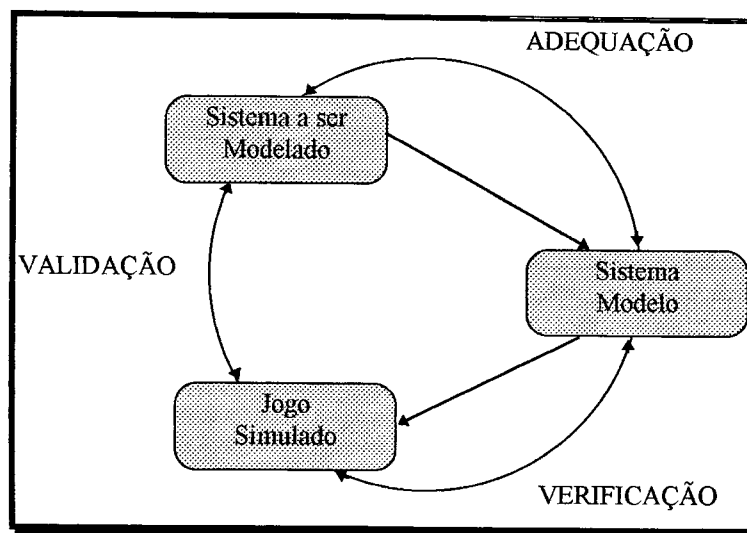 ADEQUAÇÃO
Sistema a ser
Modelado
VALIDAÇÃO
Sistema
Modelo
Jogo
Simulado
VERIFICAÇÃO